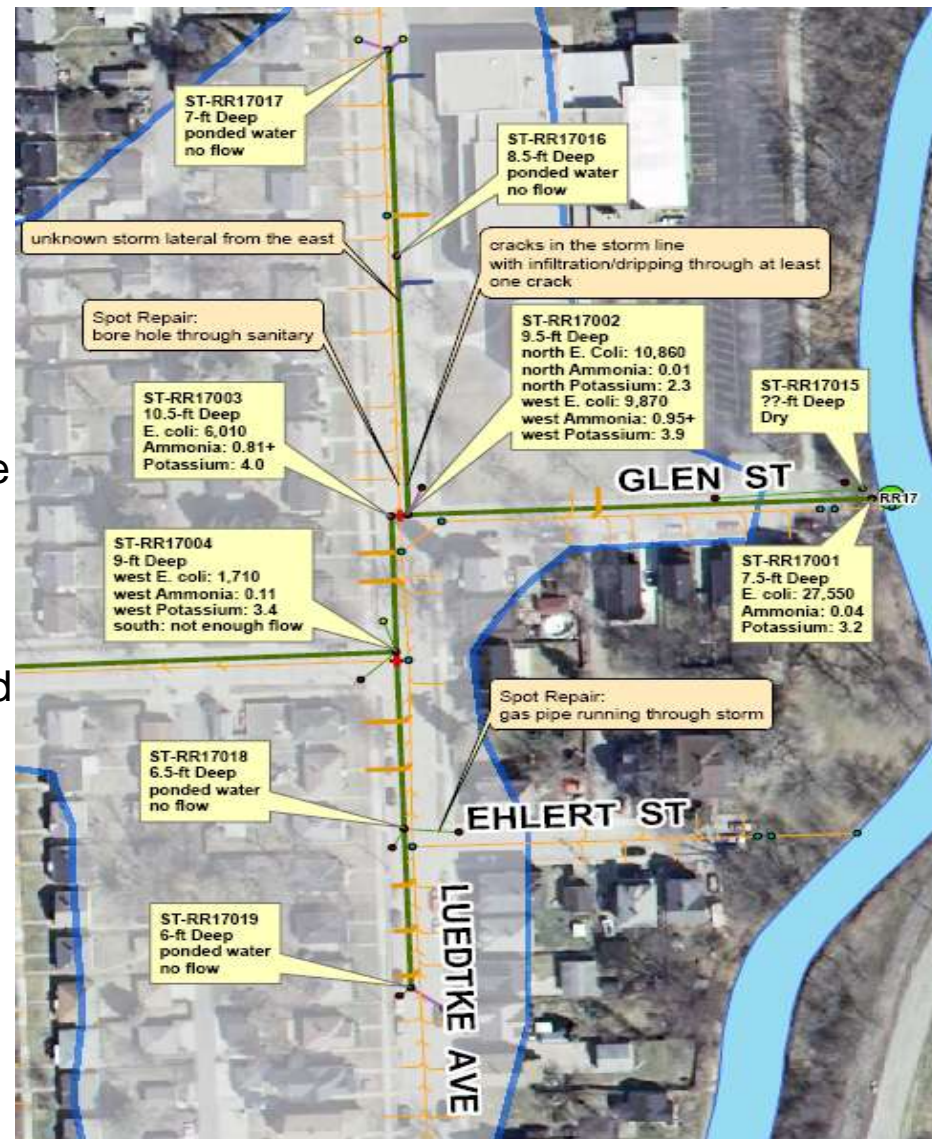 ST-RR17017
7-ft Deep
ponded water
no flow
ST-RR17016
8.5-ft Deep
ponded water
no flow
unknown storm lateral from the east
cracks in the storm line
with infiltration/dripping through at least
one crack
Spot Repair:
bore hole through sanitary
ST-RR17002
9.5-ft Deep
north E. Coli: 10,860
north Ammonia: 0.01
north Potassium: 2.3
west E. coli: 9,870
west Ammonia: 0.95+
west Potassium: 3.9
ST-RR17015
??-ft Deep
Dry
ST-RR17003
10.5-ft Deep
E. coli: 6,010
Ammonia: 0.81+
Potassium: 4.0
e
GLEN ST
RR17
ST-RR17004
9-ft Deep
west E. coli: 1,710
west Ammonia: 0.11
west Potassium: 3.4
south: not enough flow
ST-RR17001
7.5-ft Deep
E. coli: 27,550
Ammonia: 0.04
Potassium: 3.2
d
Spot Repair:
gas pipe running through storm
ST-RR17018
6.5-ft Deep
ponded water
no flow
EHLERT ST
ST-RR17019
6-ft Deep
ponded water
no flow
LUEDTKE AVE